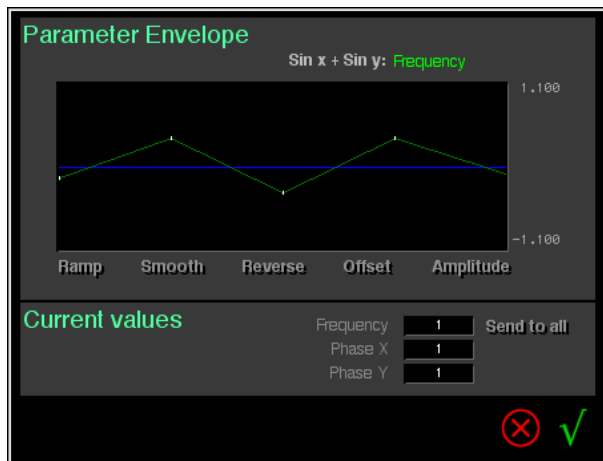 Parameter Envelope
Sin x + Sin y: Frequency
1.100
-1.100
Ramp Smooth Reverse Offset Amplitude
Current values
Frequency 1 Send to all
Phase X 1
Phase Y 1